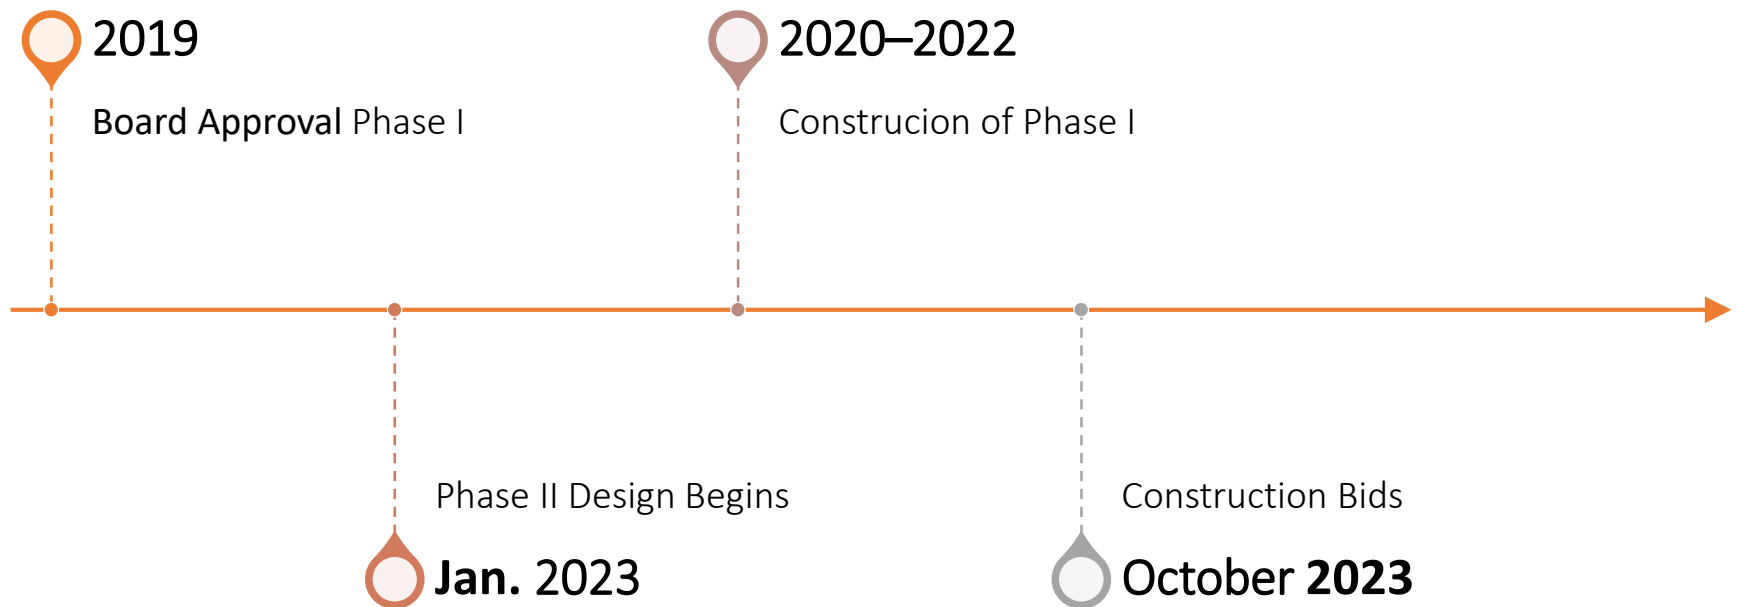 2019
Board Approval Phase I
2020–2022
Construcion of Phase I
Phase II Design Begins
Jan. 2023
Construction Bids
October 2023